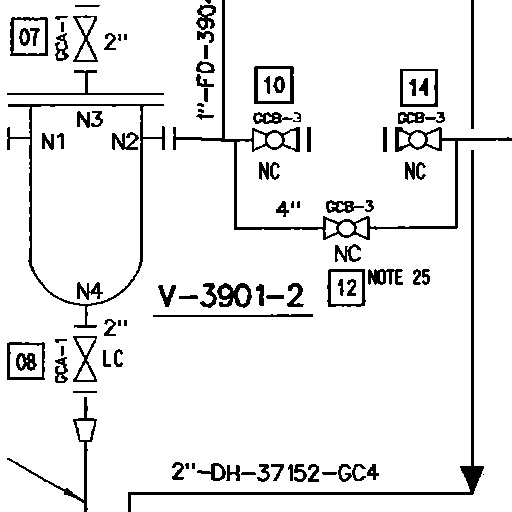 07
GCA-1
2"
1"-FD-3904
10
14
GCB-3
GCB-3
N3
N1
N2
NC
NC
4"
GCB-3
NC
12
NOTE 25
N4
V-3901-2
2"
08
GCA-1
LC
2"-DH-37152-GC4